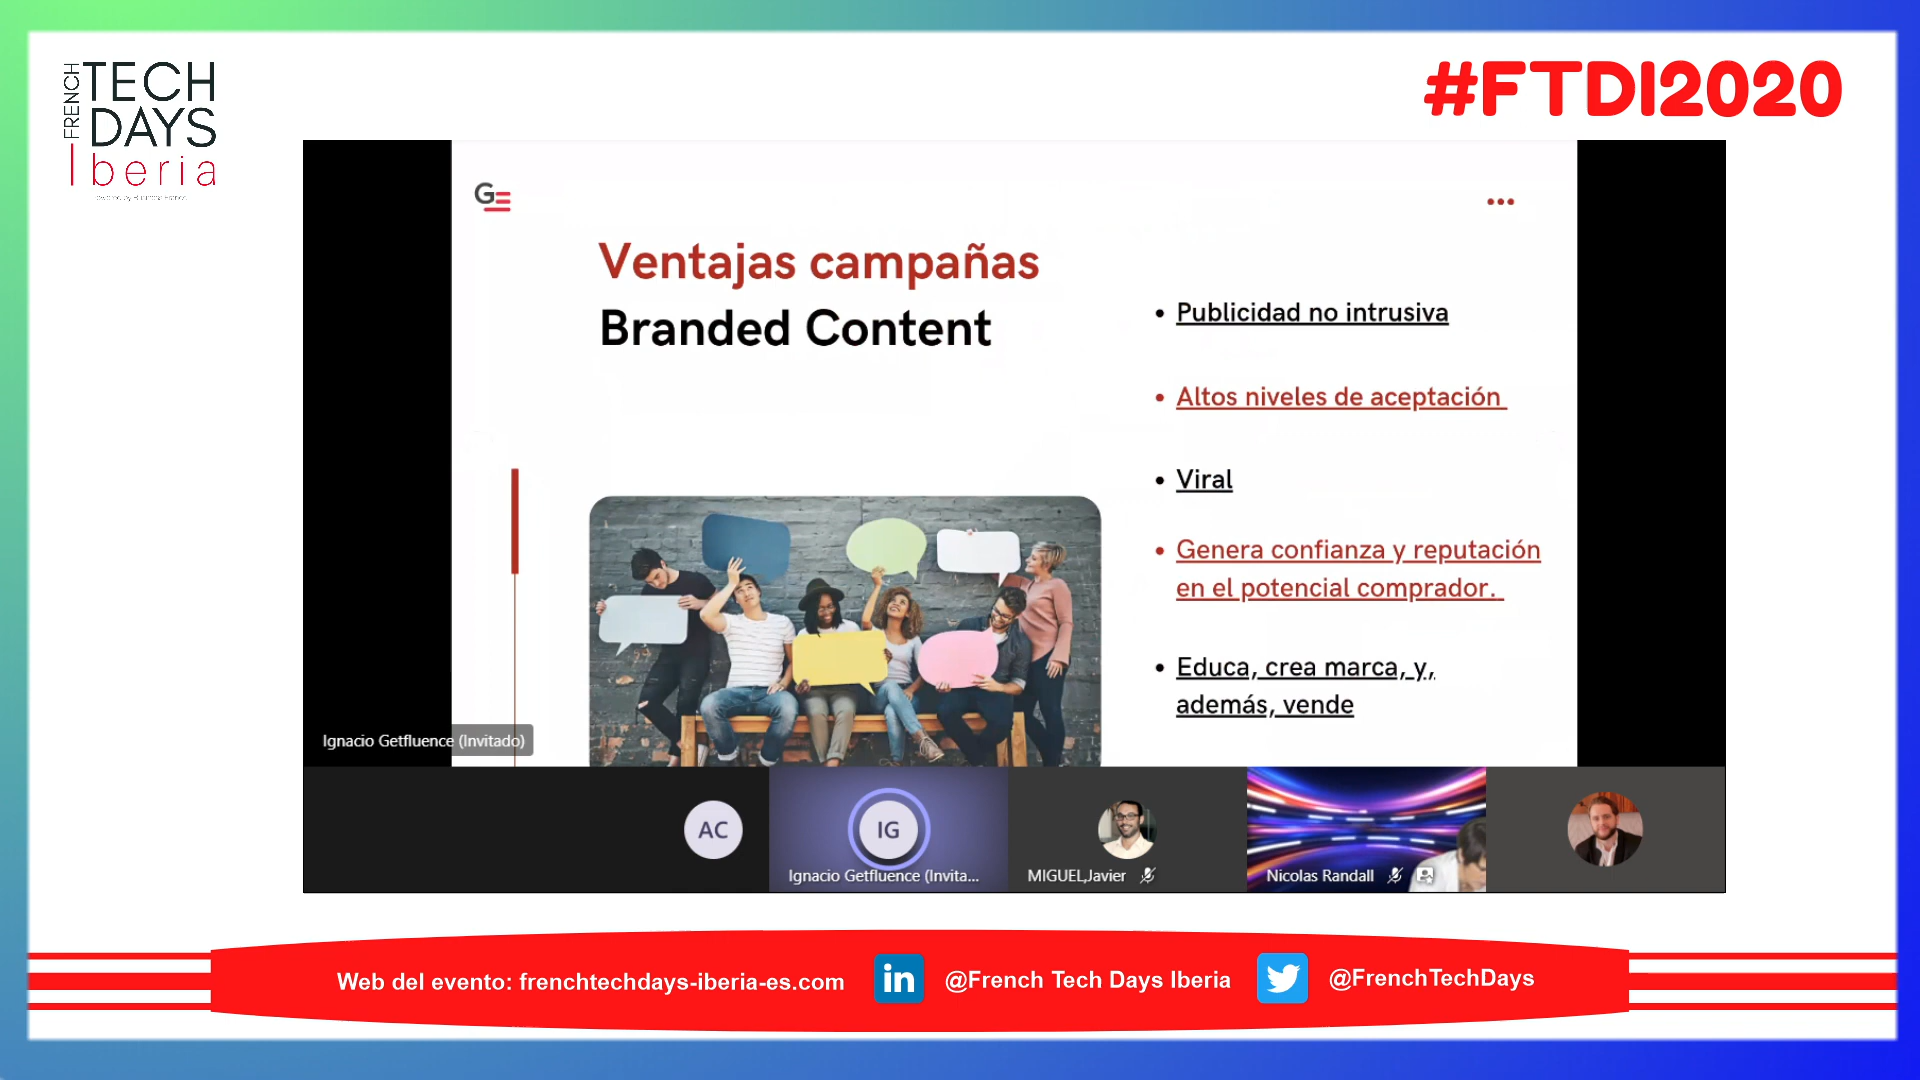 FRENCH
TECH
DAYS
Iberia
#FTDI2020
GE
Ventajas campañas
Branded Content
• Publicidad no intrusiva
• Altos niveles de aceptación
• Viral
• Genera confianza y reputación
en el potencial comprador.
• Educa, crea marca, y,
además, vende
Ignacio Getfluence (Invitado)
AC
IG
Ignacio Getfluence (Invita...
MIGUEL,Javier
Nicolas Randall
Web del evento: frenchtechdays-iberia-es.com
in
@French Tech Days Iberia
@FrenchTechDays